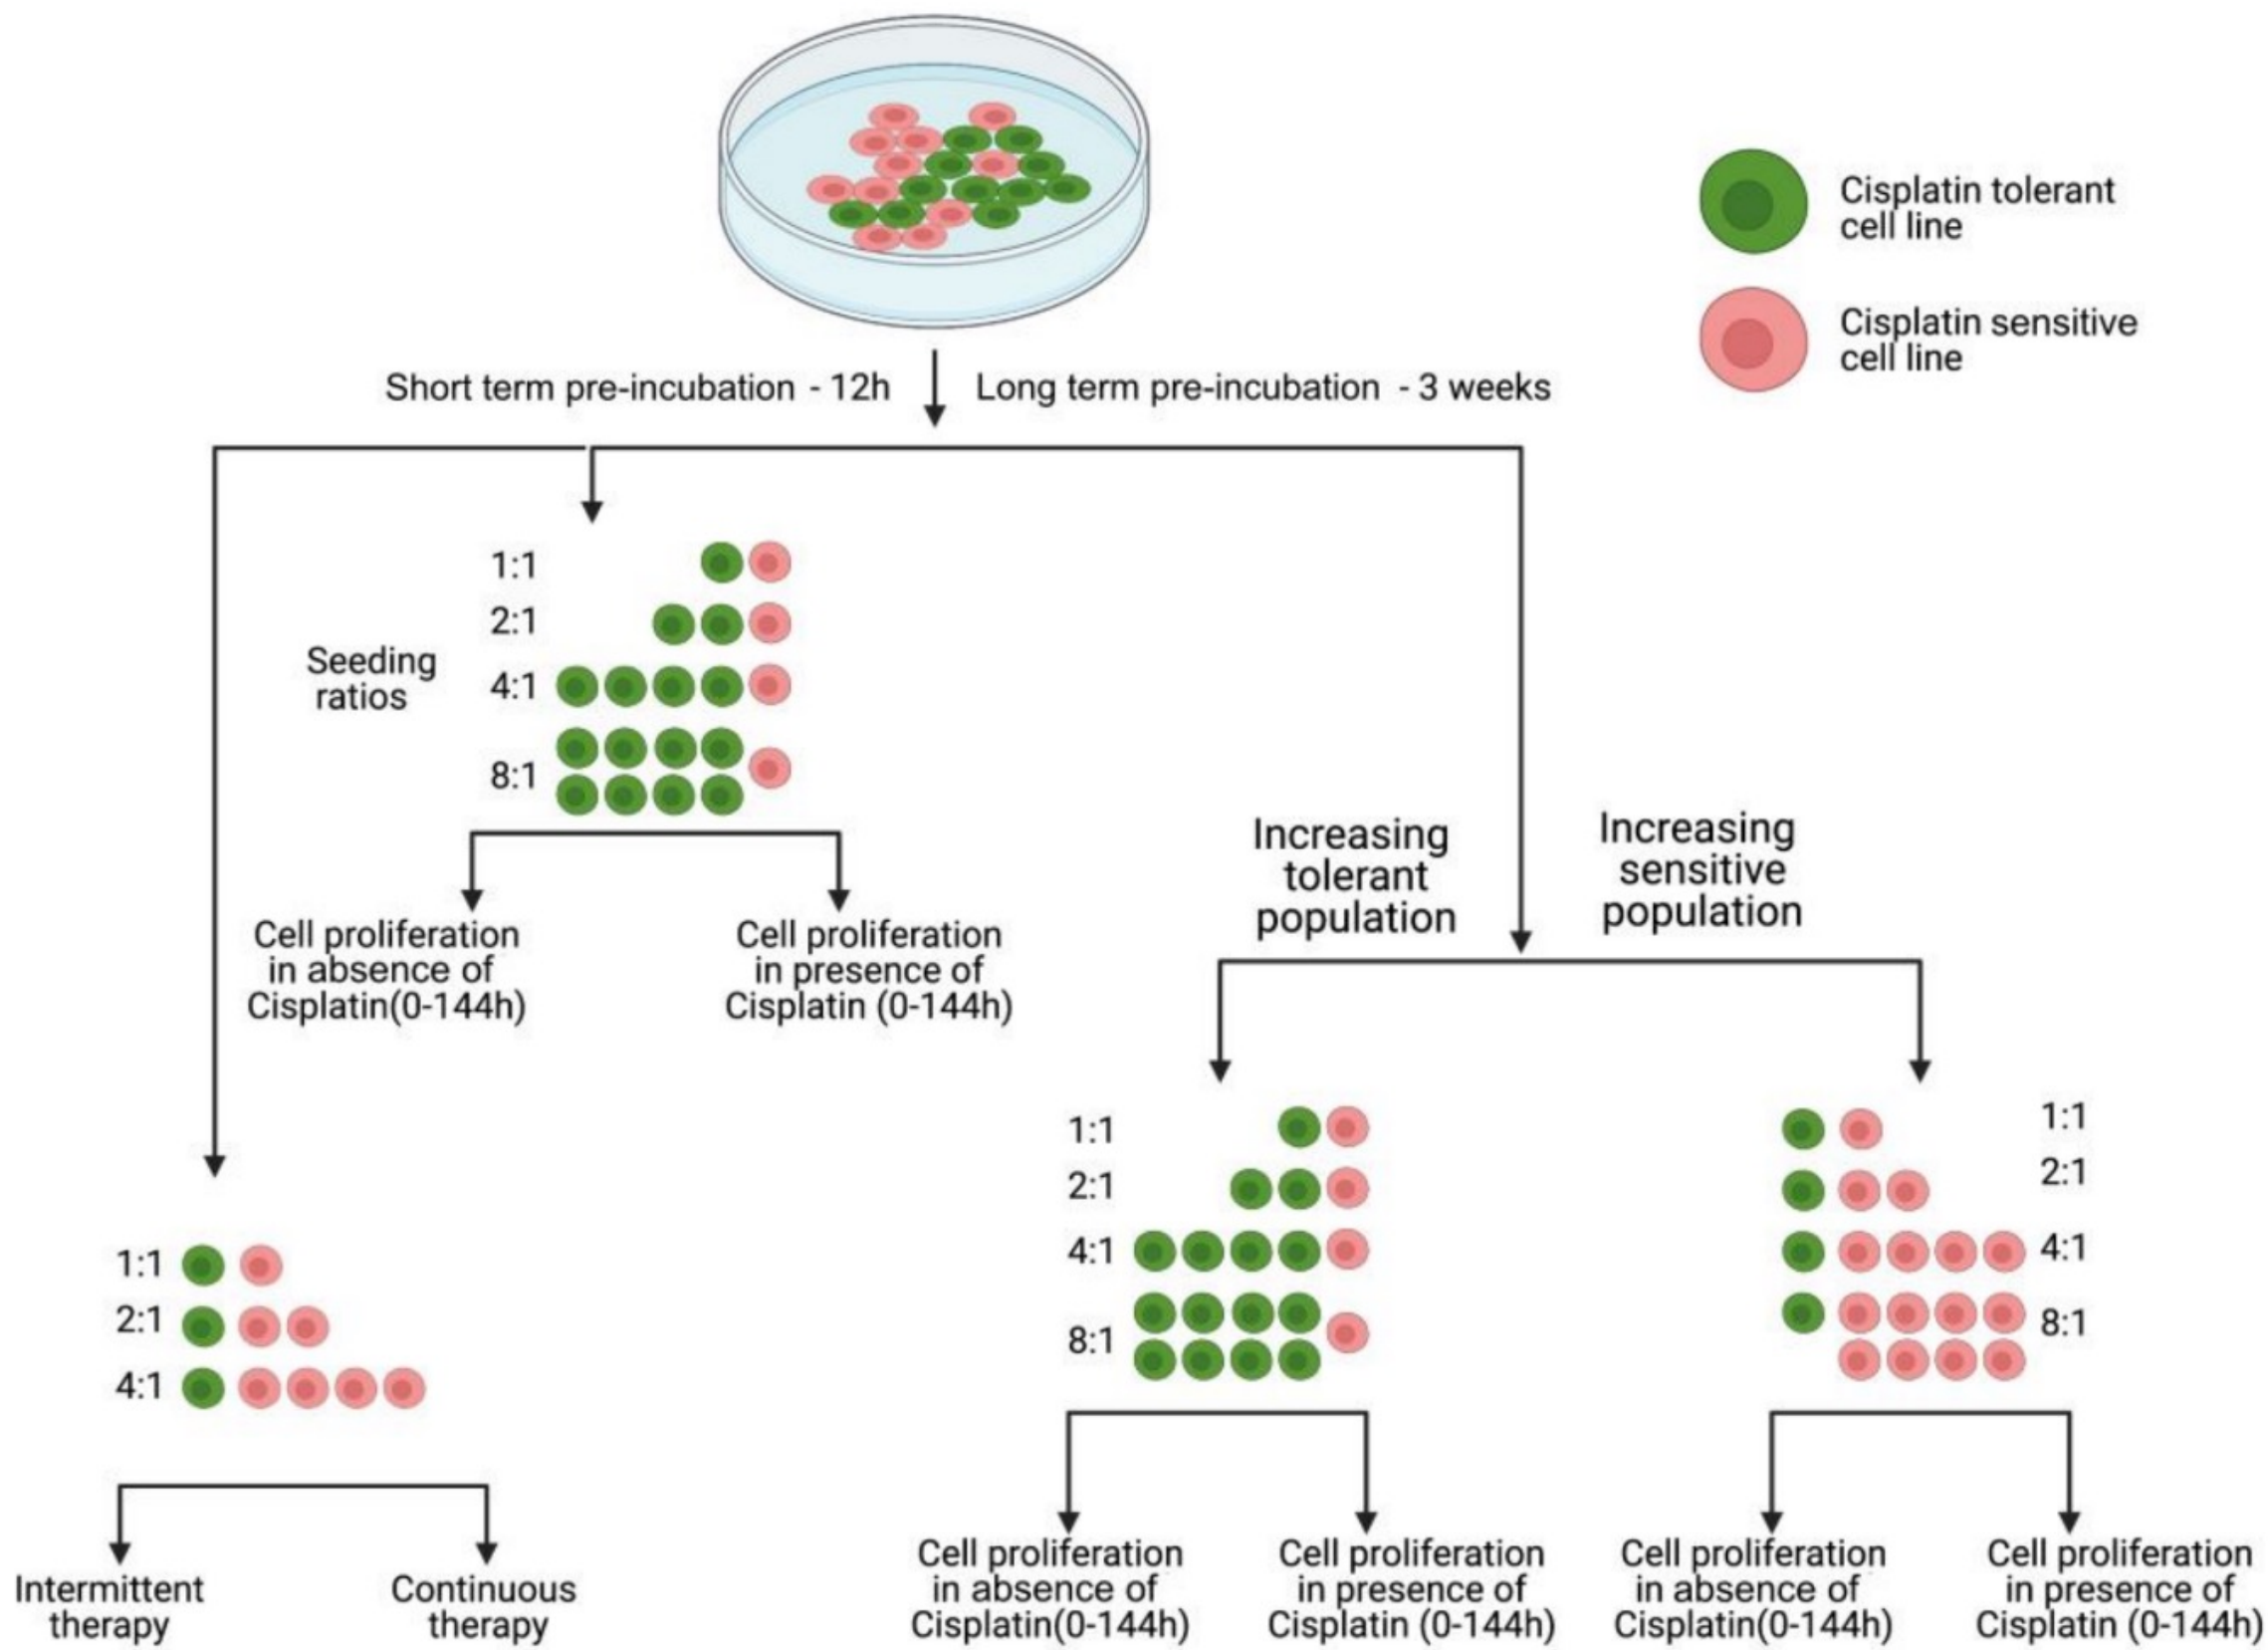 Cisplatin tolerant
cell line
Cisplatin sensitive
cell line
Short term pre-incubation - 12h
Long term pre-incubation - 3 weeks
Seeding
ratios
1:1
2:1
4:1
8:1
Cell proliferation
in absence of
Cisplatin(0-144h)
Cell proliferation
in presence of
Cisplatin (0-144h)
Increasing
tolerant
population
Increasing
sensitive
population
1:1
2:1
4:1
Intermittent
therapy
Continuous
therapy
1:1
2:1
4:1
8:1
Cell proliferation
in absence of
Cisplatin(0-144h)
Cell proliferation
in presence of
Cisplatin (0-144h)
1:1
2:1
4:1
8:1
Cell proliferation
in absence of
Cisplatin(0-144h)
Cell proliferation
in presence of
Cisplatin (0-144h)